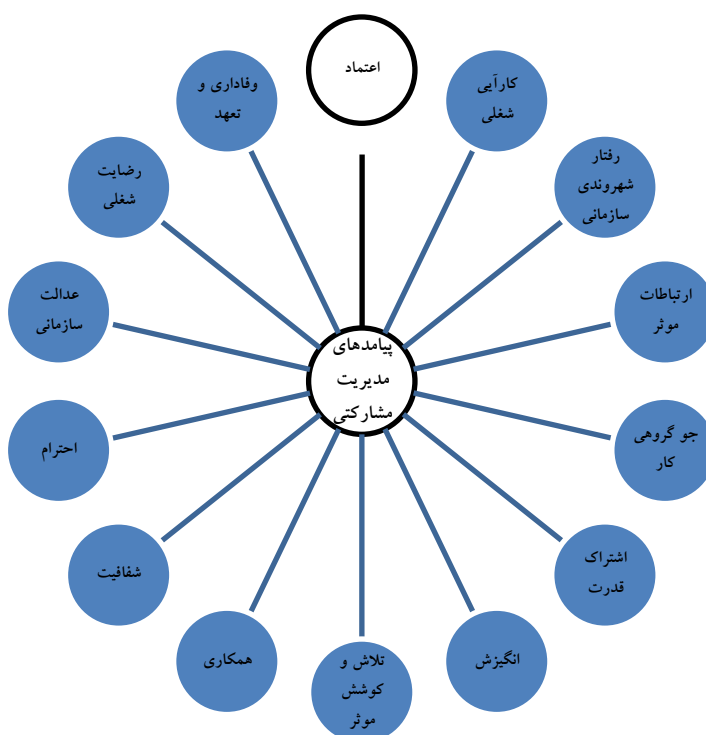 اعتماد
کارآیی
شغلی
رفتار
شهروندی
سازمانی
ارتباطات
موثر
جو گروهی
کار
اشتراک
قدرت
انگیزش
تلاش و
کوشش
موثر
همکاری
شفافیت
احترام
عدالت
سازمانی
رضایت
شغلی
وفاداری و
تعهد
پیامدهای
مدیریت
مشارکتی